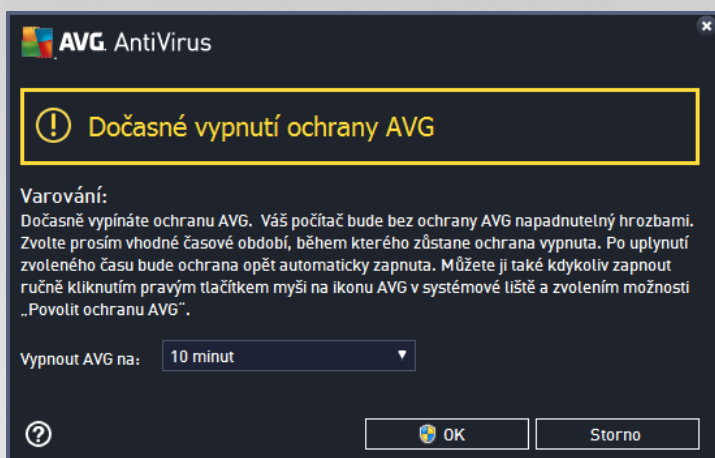 AVG. AntiVirus
Dočasné vypnutí ochrany AVG
Varování:
Dočasně vypínáte ochranu AVG. Váš počítač bude bez ochrany AVG napadnutelný hrozbami.
Zvolte prosím vhodné časové období, během kterého zůstane ochrana vypnuta. Po uplynutí
zvoleného času bude ochrana opět automaticky zapnuta. Můžete ji také kdykoliv zapnout
ručně kliknutím pravým tlačítkem myši na ikonu AVG v systémové liště a zvolením možnosti
„Povolit ochranu AVG“.
Vypnout AVG na: 10 minut
OK Storno